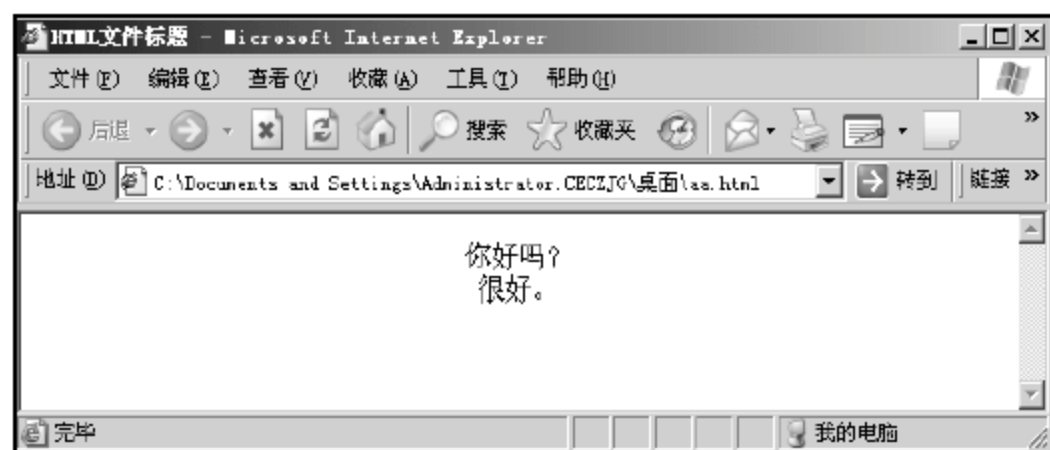 HTML文件标题 - Microsoft Internet Explorer
文件(F) 编辑(E) 查看(V) 收藏(A) 工具(T) 帮助(H)
后退 搜索 收藏夹 »
地址(D) C:\Documents and Settings\Administrator.CECZJG\桌面\aa.html 转到 链接 »
你好吗?
很好。
完毕 我的电脑